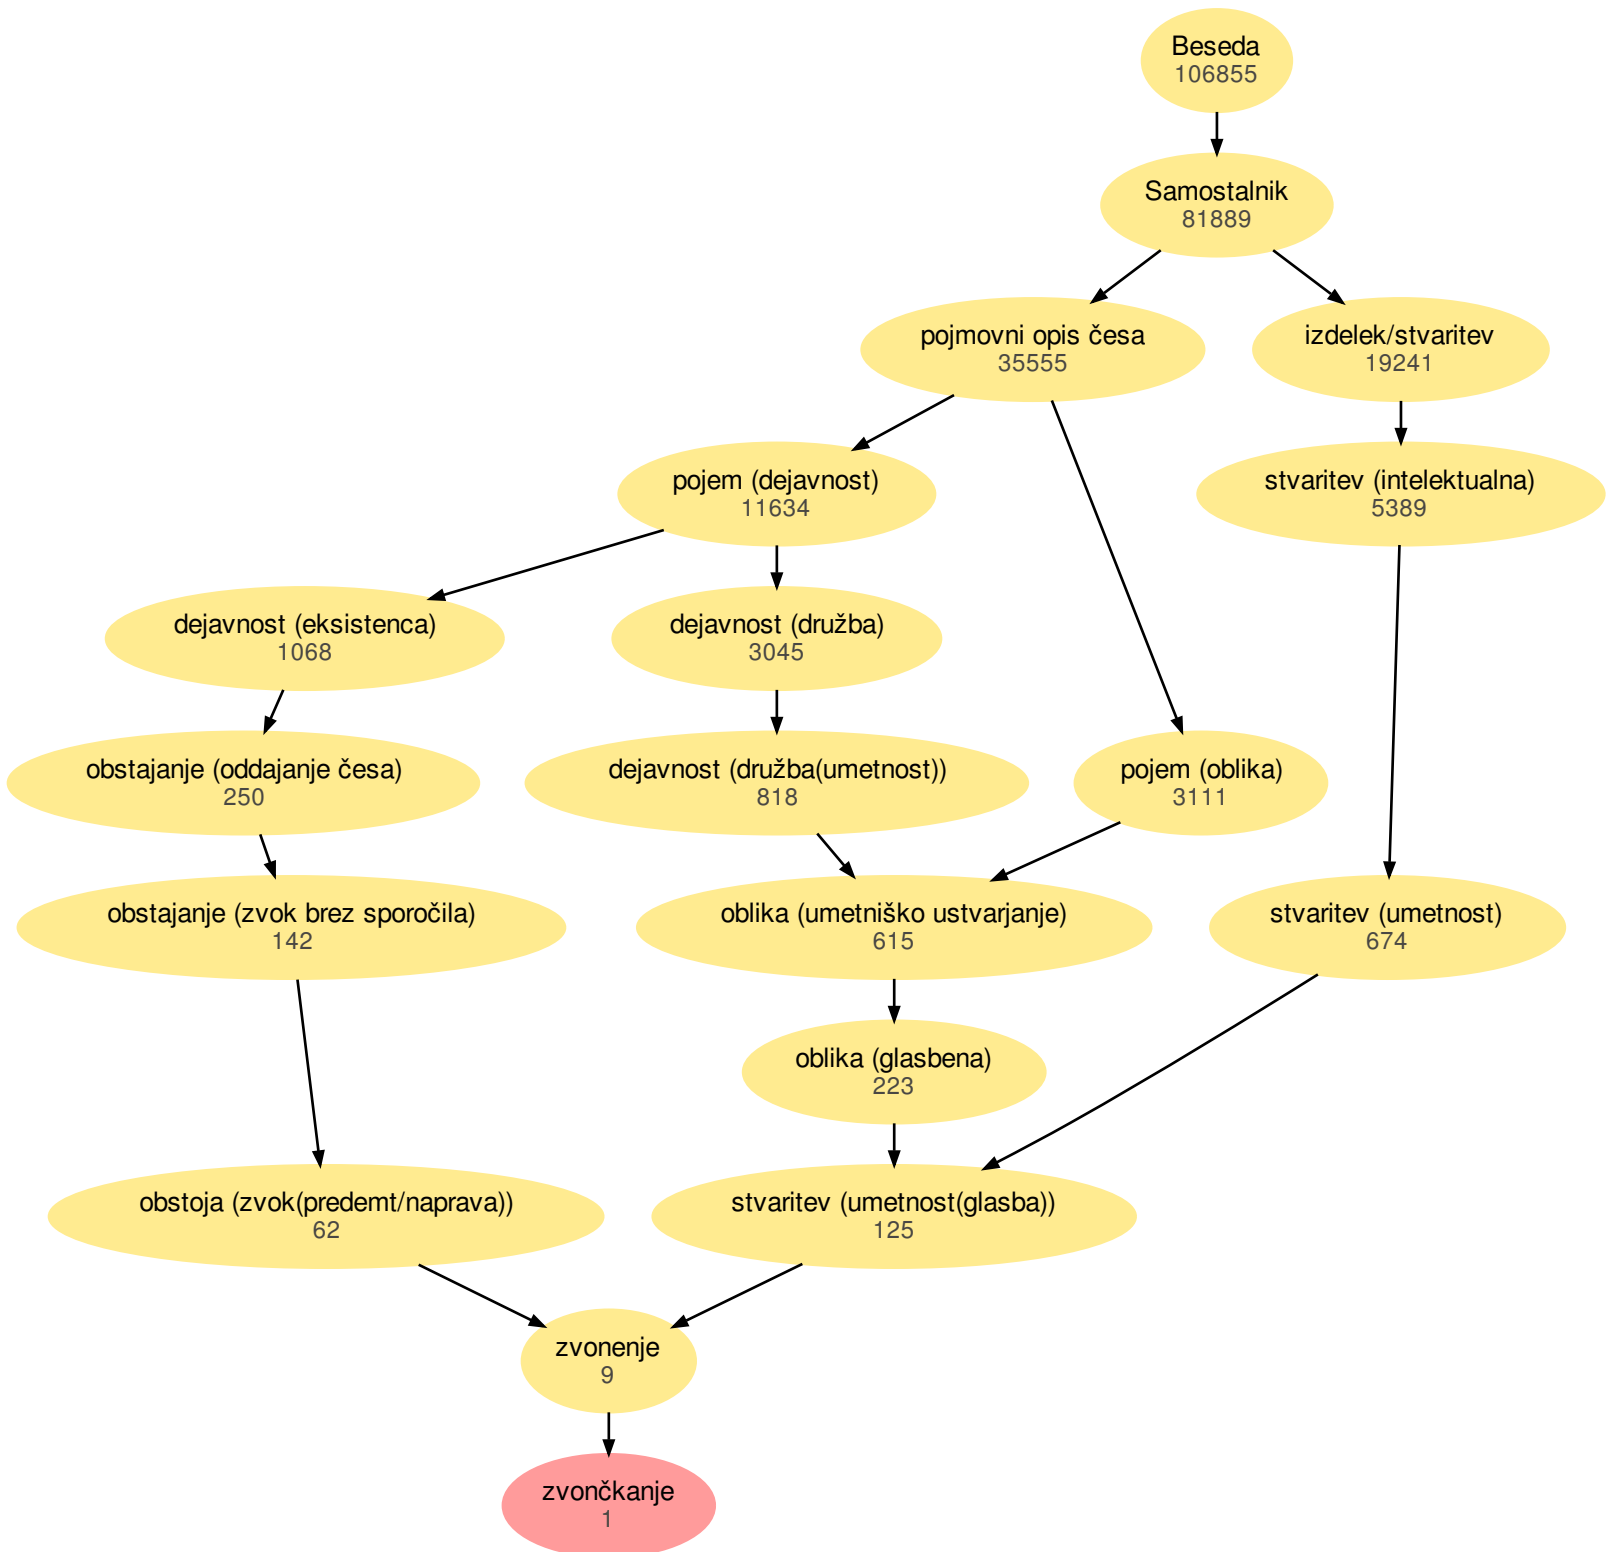 Beseda
106855
Samostalnik
81889
pojmovni opis česa
35555
izdelek/stvaritev
19241
pojem (dejavnost)
11634
stvaritev (intelektualna)
5389
dejavnost (eksistenca)
1068
dejavnost (družba)
3045
obstajanje (oddajanje česa)
250
dejavnost (družba(umetnost))
818
pojem (oblika)
3111
obstajanje (zvok brez sporočila)
142
oblika (umetniško ustvarjanje)
615
stvaritev (umetnost)
674
oblika (glasbena)
223
obstoja (zvok(predemt/naprava))
62
stvaritev (umetnost(glasba))
125
zvonenje
9
zvončkanje
1